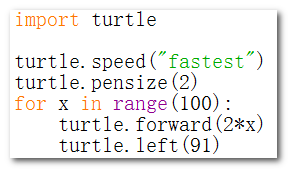 import turtle

turtle.speed("fastest")
turtle.pensize(2)
for x in range(100):
    turtle.forward(2*x)
    turtle.left(91)